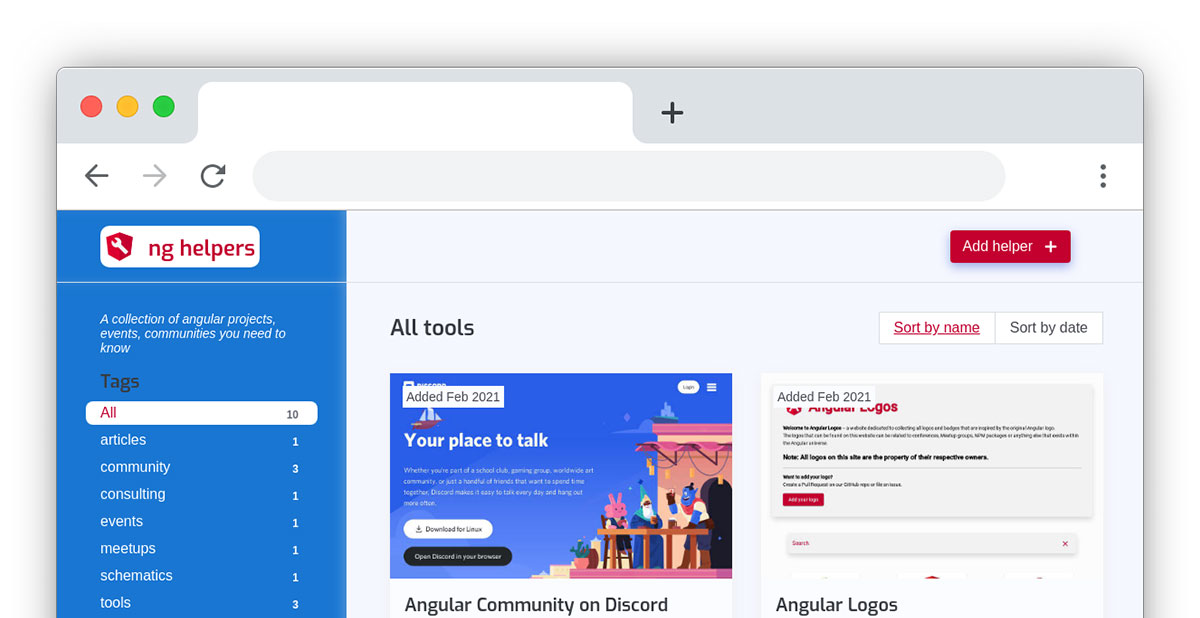 ng helpers
Add helper +
A collection of angular projects,
events, communities you need to
know
Tags
All 10
articles 1
community 3
consulting 1
events 1
meetups 1
schematics 1
tools 3
All tools
Sort by name
Sort by date
DISCORD
Login
Added Feb 2021
Your place to talk
Whether you're part of a school club, gaming group, worldwide art
community, or just a handful of friends that want to spend time
together, Discord makes it easy to talk every day and hang out
more often.
Download for Linux
Open Discord in your browser
Angular Community on Discord
Added Feb 2021
Angular Logos
Welcome to Angular Logos – a website dedicated to collecting all logos and badges that are inspired by the original Angular logo.
The logos that can be found on this website can be related to conferences, Meetup groups, NPM packages or anything else that exists within
the Angular universe.
Note: All logos on this site are the property of their respective owners.
Want to add your logo?
Create a Pull Request on our GitHub repo or file an issue.
Add your logo
Search
Angular Logos